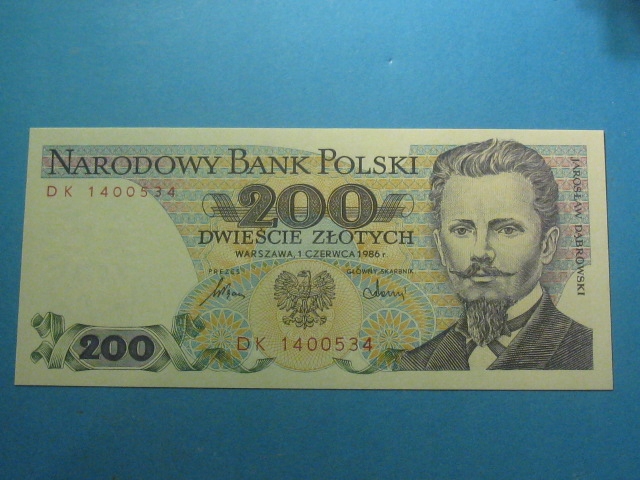 NARODOWY BANK POLSKI
DK 1400534
200
DWIEŚCIE ZŁOTYCH
WARSZAWA, 1 CZERWCA 1986 r.
PREZES
GŁÓWNY SKARBNIK
DK 1400534
200
JAROSŁAW DĄBROWSKI